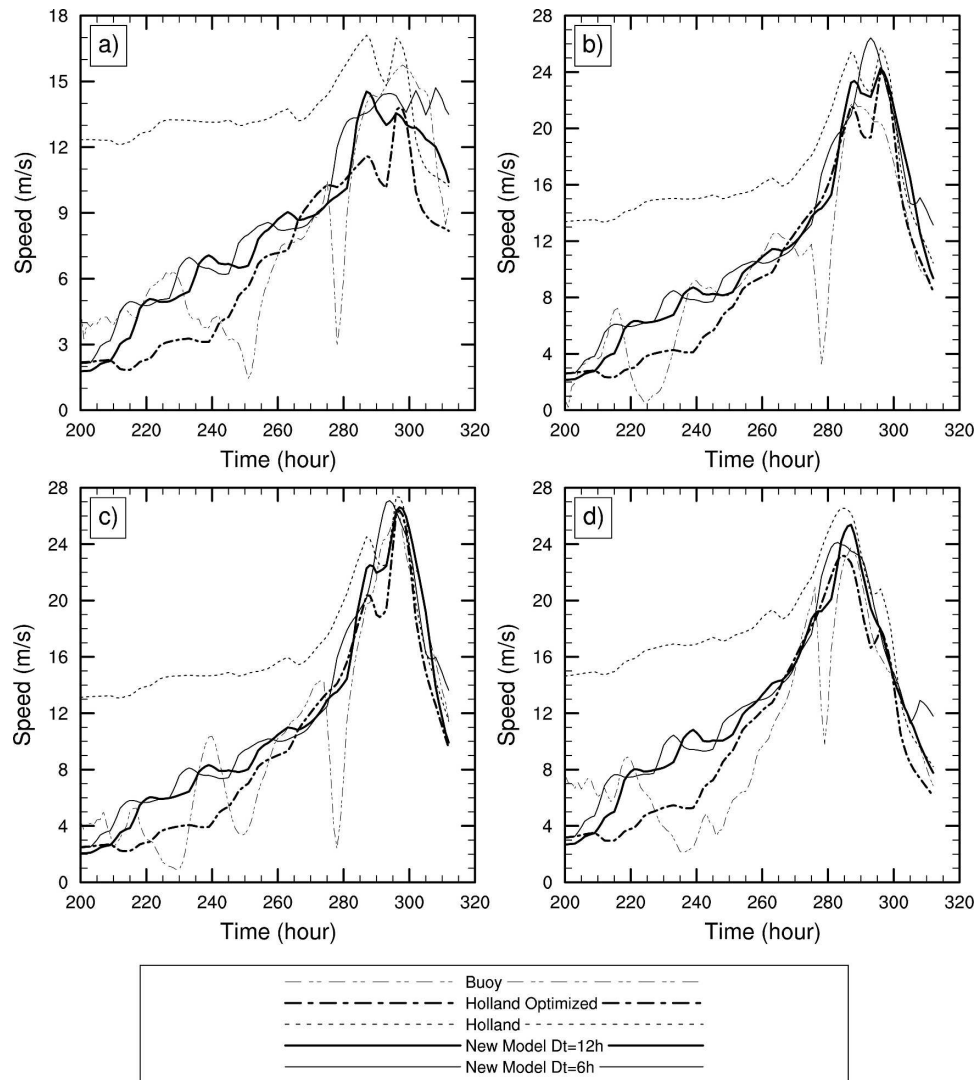 a)
18
15
12
9
6
3
0
Speed (m/s)
200 220 240 260 280 300 320
Time (hour)
b)
28
24
20
16
12
8
4
0
Speed (m/s)
200 220 240 260 280 300 320
Time (hour)
c)
28
24
20
16
12
8
4
0
Speed (m/s)
200 220 240 260 280 300 320
Time (hour)
d)
28
24
20
16
12
8
4
0
Speed (m/s)
200 220 240 260 280 300 320
Time (hour)
Buoy
Holland Optimized
Holland
New Model Dt=12h
New Model Dt=6h